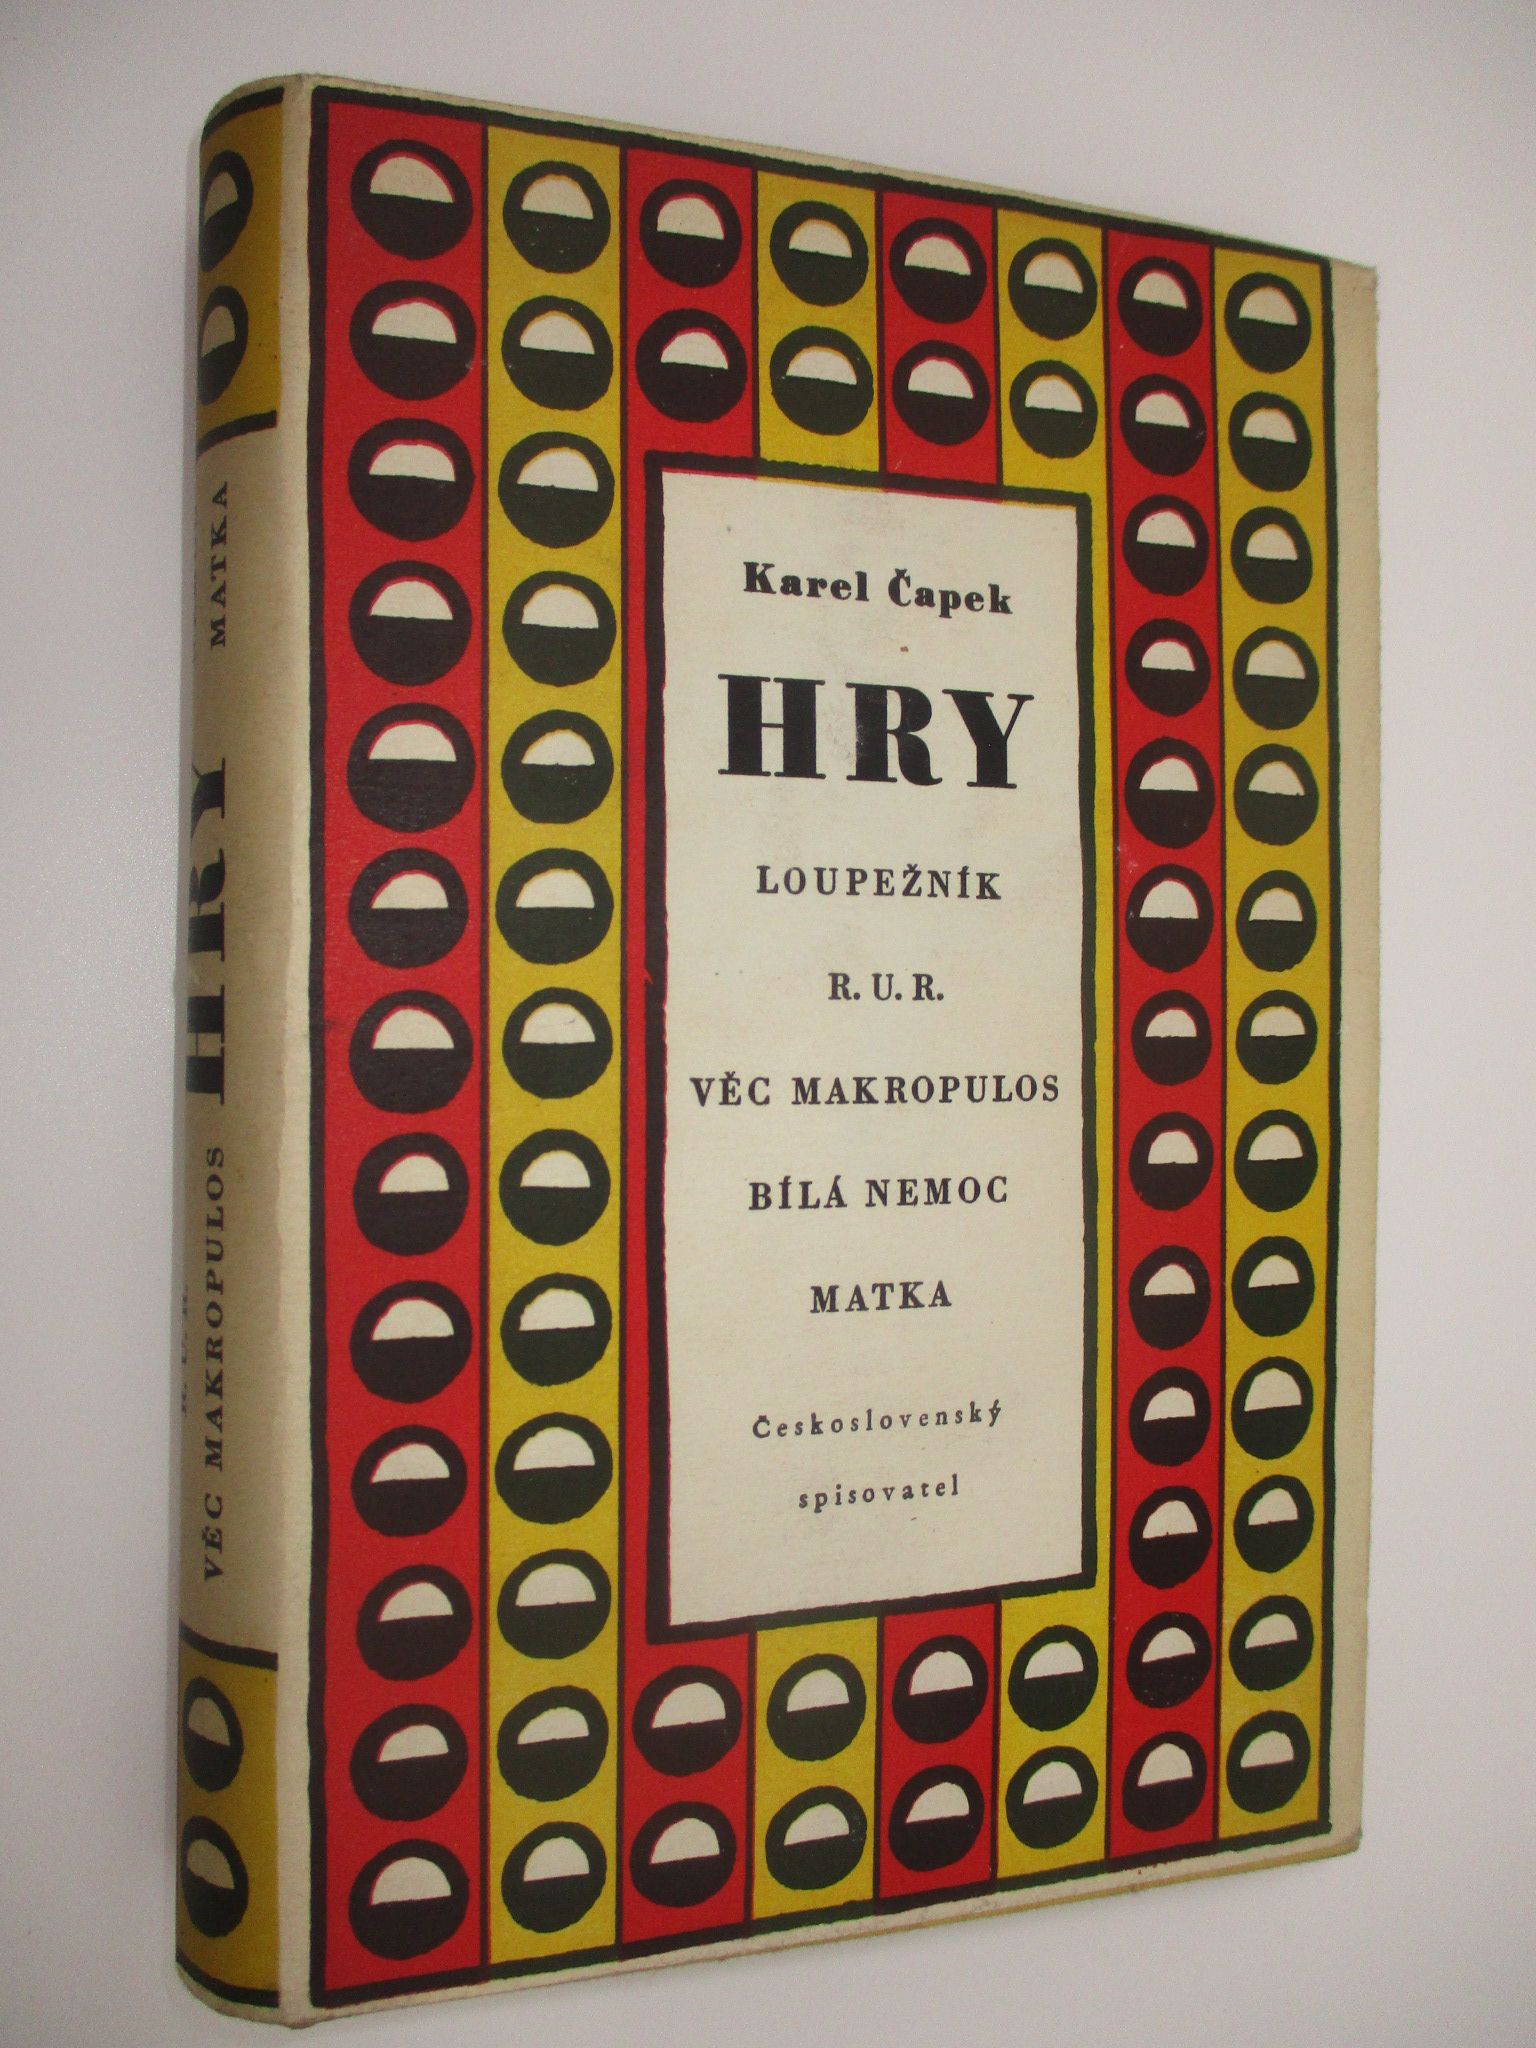 Karel Čapek
HRY
LOUPEŽNÍK
R. U. R.
VĚC MAKROPULOS
BÍLÁ NEMOC
MATKA
Československý
spisovatel
R. U. R.
VĚC MAKROPULOS
HRY
MATKA